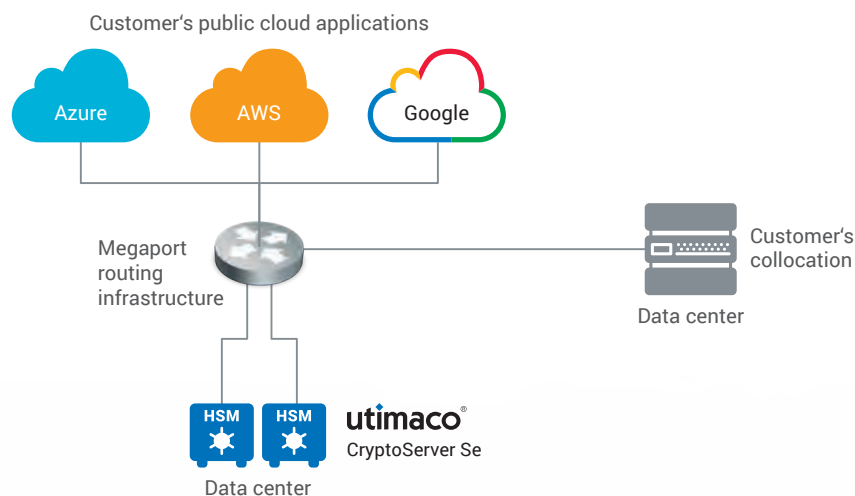 Customer‘s public cloud applications
Azure
AWS
Google
Megaport
routing
infrastructure
Customer‘s
collocation
Data center
HSM
HSM
utimaco®
CryptoServer Se
Data center